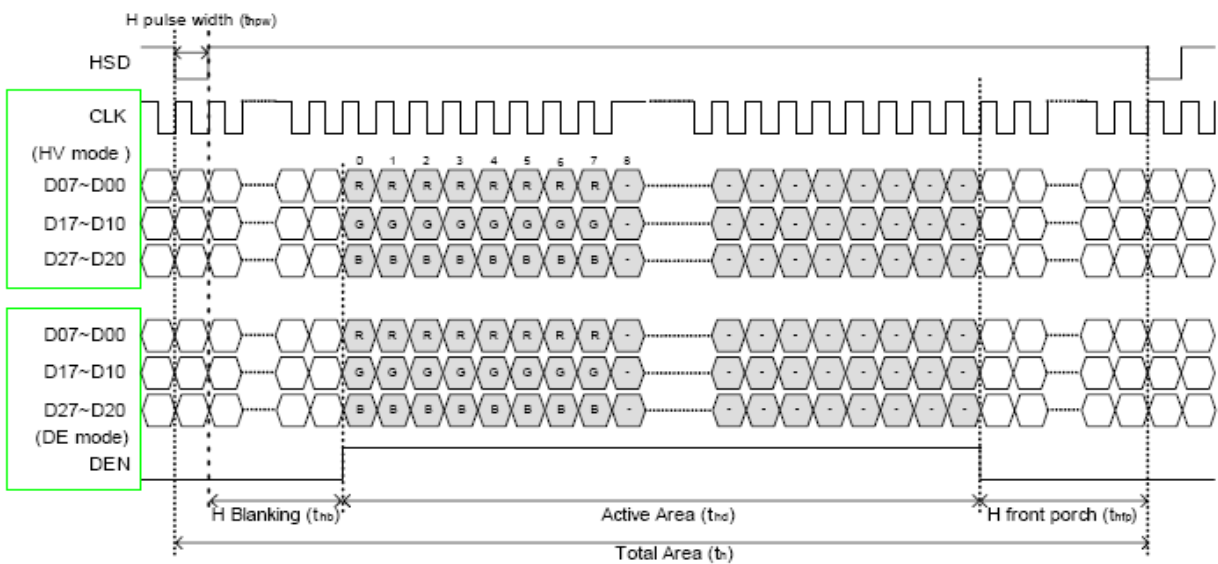 H pulse width (thpw)
HSD
CLK
(HV mode )
0 1 2 3 4 5 6 7 8
D07~D00 R R R R R R R R - - - - - - - - -
D17~D10 G G G G G G G G - - - - - - - - -
D27~D20 B B B B B B B B - - - - - - - - -
D07~D00 R R R R R R R R - - - - - - - - -
D17~D10 G G G G G G G G - - - - - - - - -
D27~D20 B B B B B B B B - - - - - - - - -
(DE mode)
DEN
H Blanking (thb) Active Area (thd) H front porch (thfp)
Total Area (th)